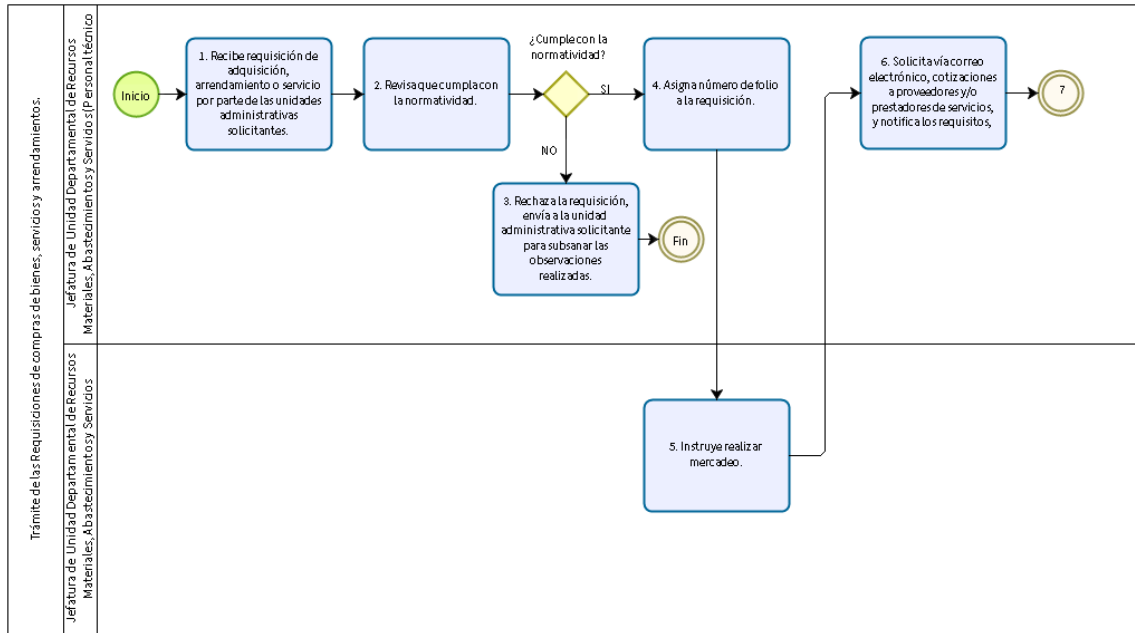 Trámite de las Requisiciones de compras de bienes, servicios y arrendamientos.
Jefatura de Unidad Departamental de Recursos
Materiales, Abastecimientos y Servidos (Personal técnico
Inicio
1. Recibe requisición de
adquisición,
arrendamiento o servicio
por parte de las unidades
administrativas
solicitantes.
2. Revisa que cumpla con
la normatividad.
¿Cumple con la
normatividad?
SI
NO
3. Rechaza la requisición,
envía a la unidad
administrativa solicitante
para subsanar las
observaciones
realizadas.
Fin
4. Asigna número de folio
a la requisición.
6. Solicita vía correo
electrónico, cotizaciones
a proveedores y/o
prestadores de servicios,
y notifica los requisitos,
7
Jefatura de Unidad Departamental de Recursos
Materiales, Abastecimientos y Servicios
5. Instruye realizar
mercadeo.